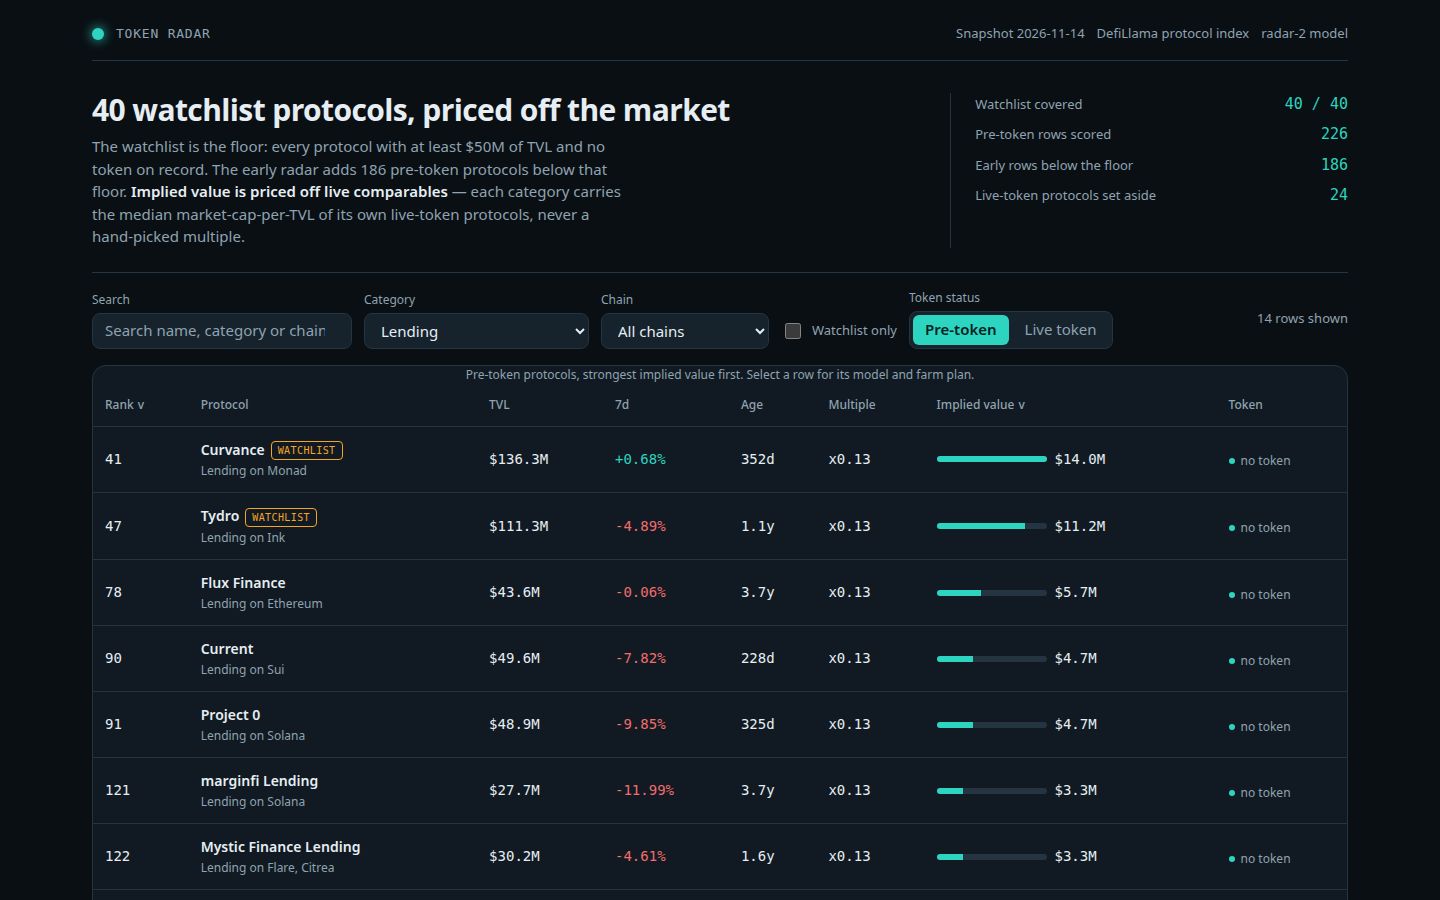 TOKEN RADAR
Snapshot 2026-11-14 DefiLlama protocol index radar-2 model
40 watchlist protocols, priced off the market
The watchlist is the floor: every protocol with at least $50M of TVL and no
token on record. The early radar adds 186 pre-token protocols below that
floor. Implied value is priced off live comparables — each category carries
the median market-cap-per-TVL of its own live-token protocols, never a
hand-picked multiple.
Watchlist covered 40 / 40
Pre-token rows scored 226
Early rows below the floor 186
Live-token protocols set aside 24
Search Category Chain Token status
Search name, category or chain Lending All chains Watchlist only Pre-token Live token 14 rows shown
Pre-token protocols, strongest implied value first. Select a row for its model and farm plan.
Rank v Protocol TVL 7d Age Multiple Implied value v Token
41 Curvance WATCHLIST $136.3M +0.68% 352d x0.13 $14.0M no token
Lending on Monad
47 Tydro WATCHLIST $111.3M -4.89% 1.1y x0.13 $11.2M no token
Lending on Ink
78 Flux Finance $43.6M -0.06% 3.7y x0.13 $5.7M no token
Lending on Ethereum
90 Current $49.6M -7.82% 228d x0.13 $4.7M no token
Lending on Sui
91 Project 0 $48.9M -9.85% 325d x0.13 $4.7M no token
Lending on Solana
121 marginfi Lending $27.7M -11.99% 3.7y x0.13 $3.3M no token
Lending on Solana
122 Mystic Finance Lending $30.2M -4.61% 1.6y x0.13 $3.3M no token
Lending on Flare, Citrea